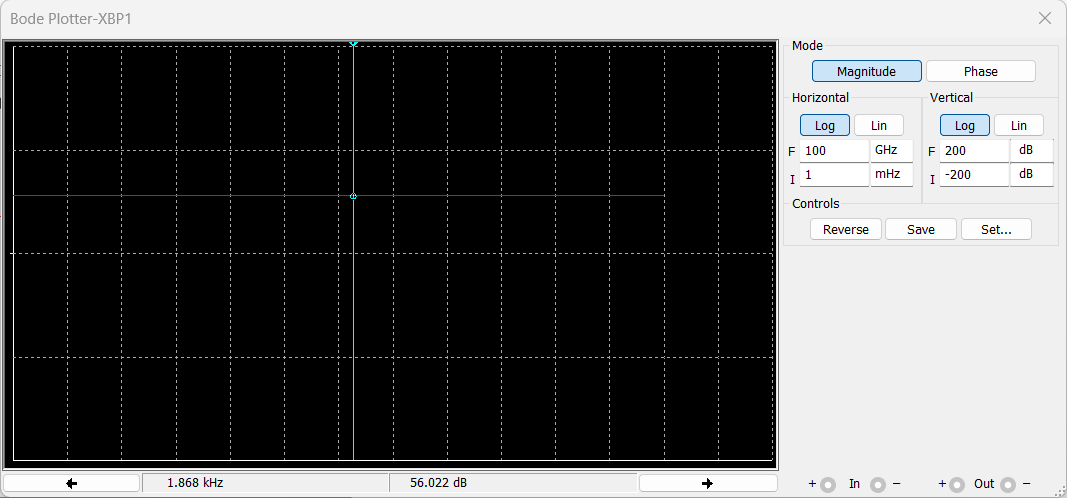 Bode Plotter-XBP1
Mode
Magnitude Phase
Horizontal Vertical
Log Lin Log Lin
F 100 GHz F 200 dB
I 1 mHz I -200 dB
Controls
Reverse Save Set...
1.868 kHz 56.022 dB
+ In − + Out −